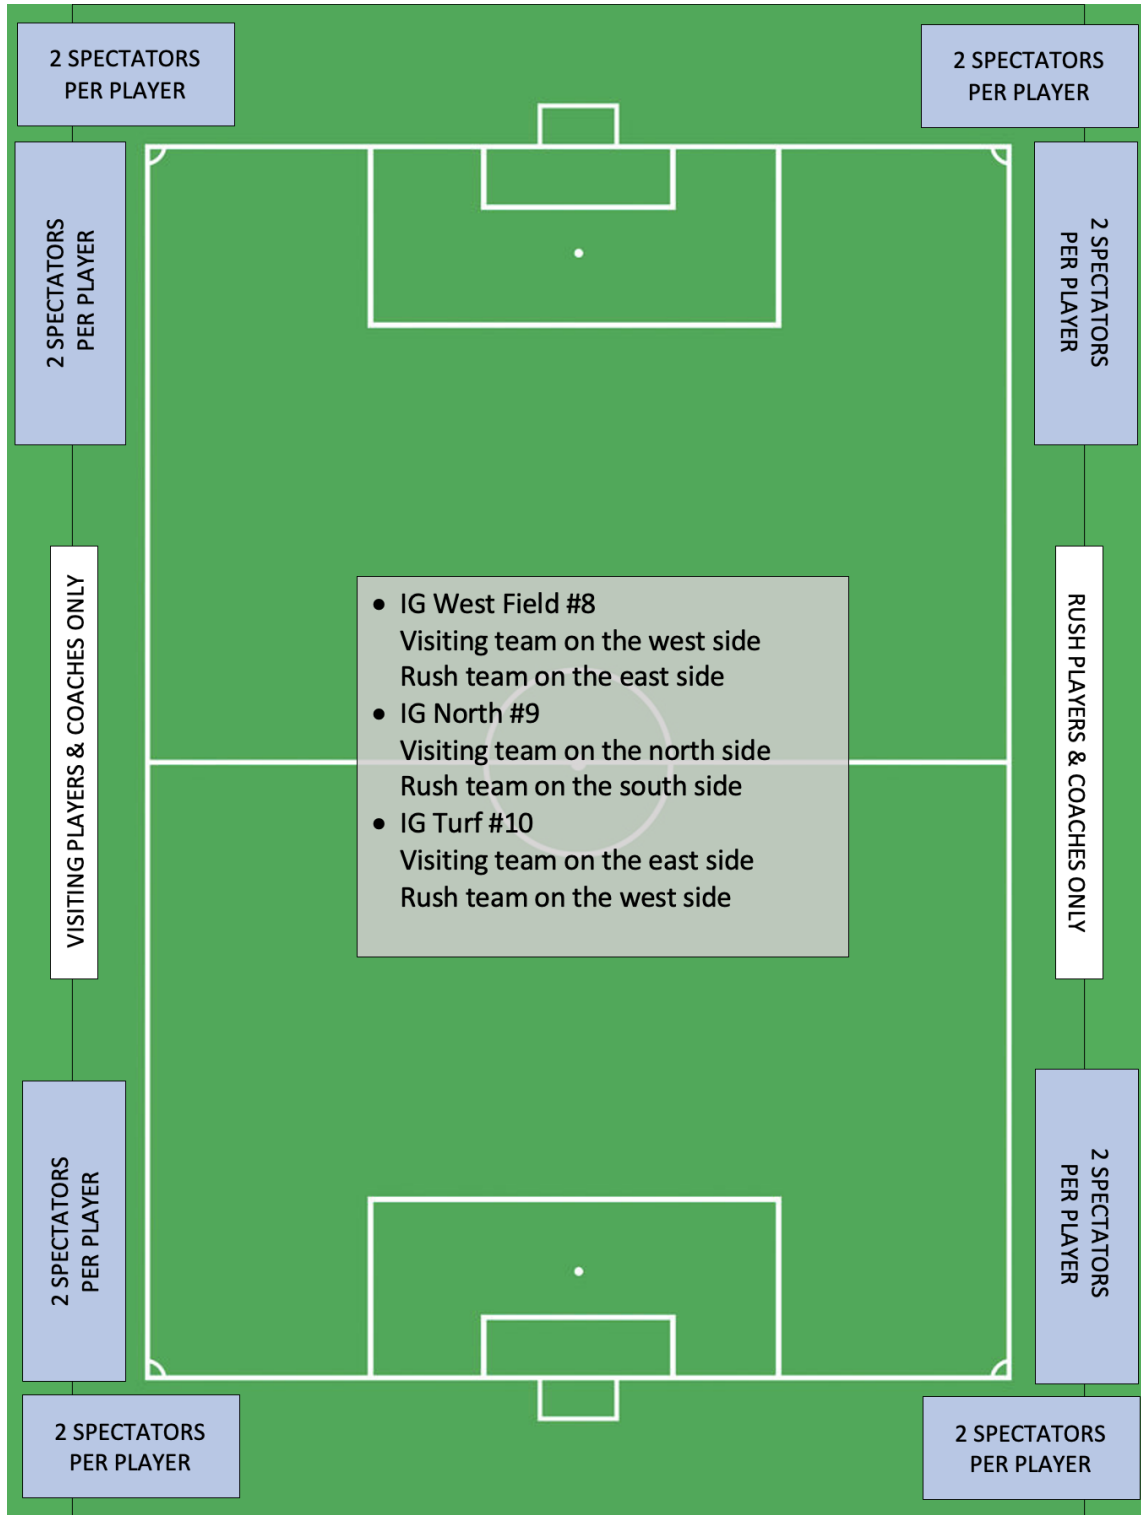 2 SPECTATORS
PER PLAYER
2 SPECTATORS
PER PLAYER
2 SPECTATORS
PER PLAYER
2 SPECTATORS
PER PLAYER
VISITING PLAYERS & COACHES ONLY
• IG West Field #8
Visiting team on the west side
Rush team on the east side
• IG North #9
Visiting team on the north side
Rush team on the south side
• IG Turf #10
Visiting team on the east side
Rush team on the west side
RUSH PLAYERS & COACHES ONLY
2 SPECTATORS
PER PLAYER
2 SPECTATORS
PER PLAYER
2 SPECTATORS
PER PLAYER
2 SPECTATORS
PER PLAYER